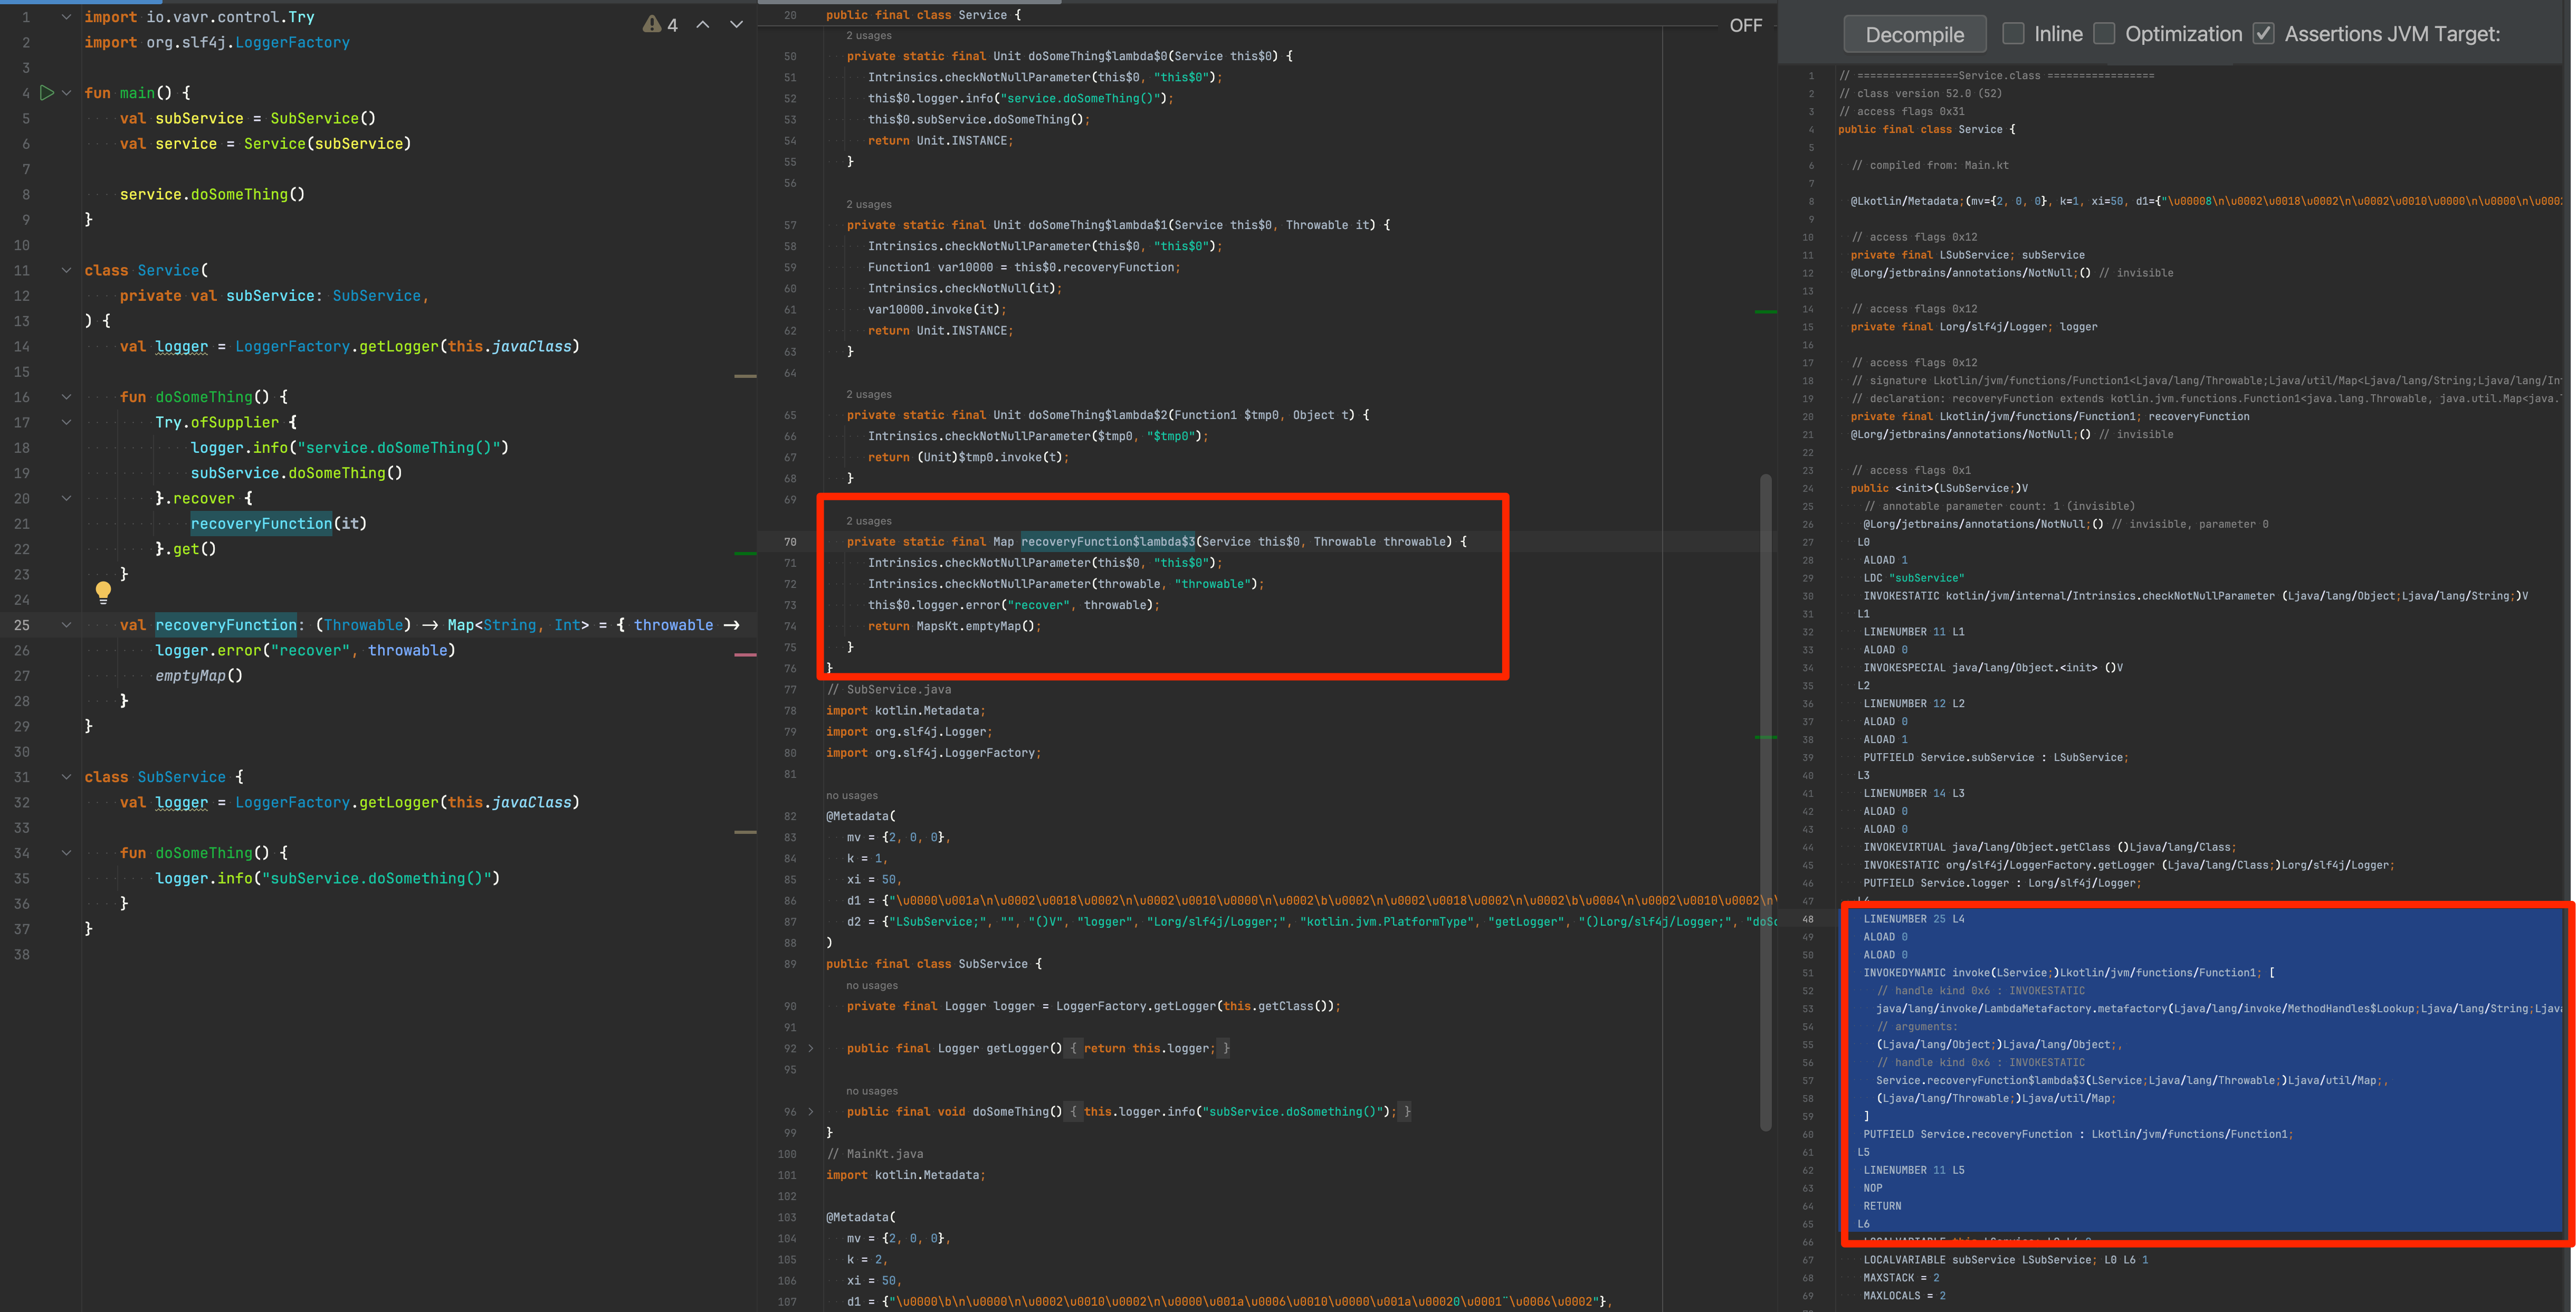 1 import io.vavr.control.Try
2 import org.slf4j.LoggerFactory
3
4 fun main() {
5 val subService = SubService()
6 val service = Service(subService)
7
8 service.doSomeThing()
9 }
10
11 class Service(
12 private val subService: SubService,
13 ) {
14 val logger = LoggerFactory.getLogger(this.javaClass)
15
16 fun doSomeThing() {
17 Try.ofSupplier {
18 logger.info("service.doSomeThing()")
19 subService.doSomeThing()
20 }.recover {
21 recoveryFunction(it)
22 }.get()
23 }
24
25 val recoveryFunction: (Throwable) → Map<String, Int> = { throwable →
26 logger.error("recover", throwable)
27 emptyMap()
28 }
29 }
30
31 class SubService {
32 val logger = LoggerFactory.getLogger(this.javaClass)
33
34 fun doSomeThing() {
35 logger.info("subService.doSomething()")
36 }
37 }
38
4
20 public final class Service {
OFF
2 usages
50 private static final Unit doSomeThing$lambda$0(Service this$0) {
51 Intrinsics.checkNotNullParameter(this$0, "this$0");
52 this$0.logger.info("service.doSomeThing()");
53 this$0.subService.doSomeThing();
54 return Unit.INSTANCE;
55 }
56
2 usages
57 private static final Unit doSomeThing$lambda$1(Service this$0, Throwable it) {
58 Intrinsics.checkNotNullParameter(this$0, "this$0");
59 Function1 var10000 = this$0.recoveryFunction;
60 Intrinsics.checkNotNull(it);
61 var10000.invoke(it);
62 return Unit.INSTANCE;
63 }
64
2 usages
65 private static final Unit doSomeThing$lambda$2(Function1 $tmp0, Object t) {
66 Intrinsics.checkNotNullParameter($tmp0, "$tmp0");
67 return (Unit)$tmp0.invoke(t);
68 }
69
2 usages
70 private static final Map recoveryFunction$lambda$3(Service this$0, Throwable throwable) {
71 Intrinsics.checkNotNullParameter(this$0, "this$0");
72 Intrinsics.checkNotNullParameter(throwable, "throwable");
73 this$0.logger.error("recover", throwable);
74 return MapsKt.emptyMap();
75 }
76 }
77 // SubService.java
78 import kotlin.Metadata;
79 import org.slf4j.Logger;
80 import org.slf4j.LoggerFactory;
81
no usages
82 @Metadata(
83 mv = {2, 0, 0},
84 k = 1,
85 xi = 50,
86 d1 = {"\u0000\u001a\n\u0002\u0018\u0002\n\u0002\u0010\u0000\n\u0002\b\u0002\n\u0002\u0018\u0002\n\u0002\b\u0004\n\u0002\u0010\u0002\n\
87 d2 = {"LSubService;", "", "()V", "logger", "Lorg/slf4j/Logger;", "kotlin.jvm.PlatformType", "getLogger", "()Lorg/slf4j/Logger;", "doSo
88 )
89 public final class SubService {
no usages
90 private final Logger logger = LoggerFactory.getLogger(this.getClass());
91
92 public final Logger getLogger() { return this.logger; }
95
no usages
96 public final void doSomeThing() { this.logger.info("subService.doSomething()"); }
99 }
100 // MainKt.java
101 import kotlin.Metadata;
102
103 @Metadata(
104 mv = {2, 0, 0},
105 k = 2,
106 xi = 50,
107 d1 = {"\u0000\b\n\u0000\n\u0002\u0010\u0002\n\u0000\u001a\u0006\u0010\u0000\u001a\u00020\u0001¨\u0006\u0002"},
Decompile Inline Optimization Assertions JVM Target:
1 // ================Service.class =================
2 // class version 52.0 (52)
3 // access flags 0x31
4 public final class Service {
5
6 // compiled from: Main.kt
7
8 @Lkotlin/Metadata;(mv={2, 0, 0}, k=1, xi=50, d1={"\u00008\n\u0002\u0018\u0002\n\u0002\u0010\u0000\n\u0000\n\u000
9
10 // access flags 0x12
11 private final LSubService; subService
12 @Lorg/jetbrains/annotations/NotNull;() // invisible
13
14 // access flags 0x12
15 private final Lorg/slf4j/Logger; logger
16
17 // access flags 0x12
18 // signature Lkotlin/jvm/functions/Function1<Ljava/lang/Throwable;Ljava/util/Map<Ljava/lang/String;Ljava/lang/In
19 // declaration: recoveryFunction extends kotlin.jvm.functions.Function1<java.lang.Throwable, java.util.Map<java.
20 private final Lkotlin/jvm/functions/Function1; recoveryFunction
21 @Lorg/jetbrains/annotations/NotNull;() // invisible
22
23 // access flags 0x1
24 public <init>(LSubService;)V
25 // annotable parameter count: 1 (invisible)
26 @Lorg/jetbrains/annotations/NotNull;() // invisible, parameter 0
27 L0
28 ALOAD 1
29 LDC "subService"
30 INVOKESTATIC kotlin/jvm/internal/Intrinsics.checkNotNullParameter (Ljava/lang/Object;Ljava/lang/String;)V
31 L1
32 LINENUMBER 11 L1
33 ALOAD 0
34 INVOKESPECIAL java/lang/Object.<init> ()V
35 L2
36 LINENUMBER 12 L2
37 ALOAD 0
38 ALOAD 1
39 PUTFIELD Service.subService : LSubService;
40 L3
41 LINENUMBER 14 L3
42 ALOAD 0
43 ALOAD 0
44 INVOKEVIRTUAL java/lang/Object.getClass ()Ljava/lang/Class;
45 INVOKESTATIC org/slf4j/LoggerFactory.getLogger (Ljava/lang/Class;)Lorg/slf4j/Logger;
46 PUTFIELD Service.logger : Lorg/slf4j/Logger;
47 L4
48 LINENUMBER 25 L4
49 ALOAD 0
50 ALOAD 0
51 INVOKEDYNAMIC invoke(LService;)Lkotlin/jvm/functions/Function1; [
52 // handle kind 0x6 : INVOKESTATIC
53 java/lang/invoke/LambdaMetafactory.metafactory(Ljava/lang/invoke/MethodHandles$Lookup;Ljava/lang/String;Ljava
54 // arguments:
55 (Ljava/lang/Object;)Ljava/lang/Object;,
56 // handle kind 0x6 : INVOKESTATIC
57 Service.recoveryFunction$lambda$3(LService;Ljava/lang/Throwable;)Ljava/util/Map;,
58 (Ljava/lang/Throwable;)Ljava/util/Map;
59 ]
60 PUTFIELD Service.recoveryFunction : Lkotlin/jvm/functions/Function1;
61 L5
62 LINENUMBER 11 L5
63 NOP
64 RETURN
65 L6
66
67 LOCALVARIABLE subService LSubService; L0 L6 1
68 MAXSTACK = 2
69 MAXLOCALS = 2